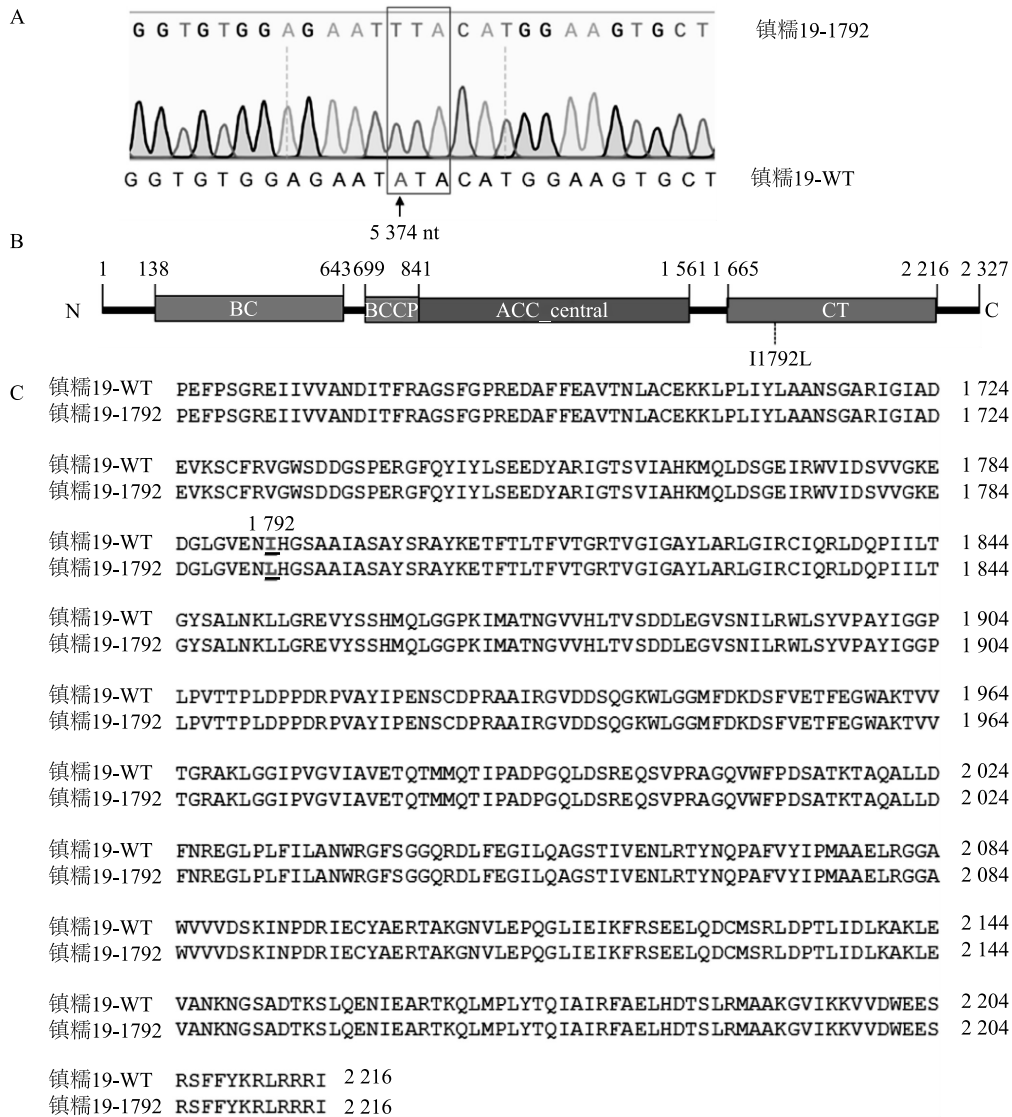 A
G G T G T G G A G A A T T T A C A T G G A A G T G C T
镇糯19-1792
G G T G T G G A G A A T A T A C A T G G A A G T G C T
镇糯19-WT
5 374 nt
B
1 138 643 699 841 1 561 1 665 2 216 2 327
N BC BCCP ACC_central CT C
I1792L
C
镇糯19-WT PEFPSGREIIVVANDITFRAGSFGPREDAFFEAVTNLACEKKLPLIYLAANSGARIGIAD 1 724
镇糯19-1792 PEFPSGREIIVVANDITFRAGSFGPREDAFFEAVTNLACEKKLPLIYLAANSGARIGIAD 1 724
镇糯19-WT EVKSCFRVGWSDDGSPERGFQYIYLSEEDYARIGTSVIAHKMQLDSGEIRWVIDSVVGKE 1 784
镇糯19-1792 EVKSCFRVGWSDDGSPERGFQYIYLSEEDYARIGTSVIAHKMQLDSGEIRWVIDSVVGKE 1 784
1 792
镇糯19-WT DGLGVENIHGSAAIASAYSRAYKETFTLTFVTGRTVGIGAYLARLGIRCIQRLDQPIILT 1 844
镇糯19-1792 DGLGVENLHGSAAIASAYSRAYKETFTLTFVTGRTVGIGAYLARLGIRCIQRLDQPIILT 1 844
镇糯19-WT GYSALNKLLGREVYSSHMQLGGPKIMATNGVVHLTVSDDLEGVSNILRWLSYVPAYIGGP 1 904
镇糯19-1792 GYSALNKLLGREVYSSHMQLGGPKIMATNGVVHLTVSDDLEGVSNILRWLSYVPAYIGGP 1 904
镇糯19-WT LPVTTPLDPPDRPVAYIPENSCDPRAAIRGVDDSQGKWLGGMFDKDSFVETFEGWAKTVV 1 964
镇糯19-1792 LPVTTPLDPPDRPVAYIPENSCDPRAAIRGVDDSQGKWLGGMFDKDSFVETFEGWAKTVV 1 964
镇糯19-WT TGRAKLGGIPVGVIAVETQTMMQTIPADPGQLDSREQSVPRAGQVWFPDSATKTAQALLD 2 024
镇糯19-1792 TGRAKLGGIPVGVIAVETQTMMQTIPADPGQLDSREQSVPRAGQVWFPDSATKTAQALLD 2 024
镇糯19-WT FNREGLPLFILANWRGFSGGQRDLFEGILQAGSTIVENLRTYNQPAFVYIPMAAELRGGA 2 084
镇糯19-1792 FNREGLPLFILANWRGFSGGQRDLFEGILQAGSTIVENLRTYNQPAFVYIPMAAELRGGA 2 084
镇糯19-WT WVVVDSKINPDRIECYAERTAKGNVLEPQGLIEIKFRSEELQDCMSRLDPTLIDLKAKLE 2 144
镇糯19-1792 WVVVDSKINPDRIECYAERTAKGNVLEPQGLIEIKFRSEELQDCMSRLDPTLIDLKAKLE 2 144
镇糯19-WT VANKNGSADTKSLQENIEARTKQLMPLYTQIAIRFAELHDTSLRMAAKGVIKKVVDWEES 2 204
镇糯19-1792 VANKNGSADTKSLQENIEARTKQLMPLYTQIAIRFAELHDTSLRMAAKGVIKKVVDWEES 2 204
镇糯19-WT RSFFYKRLRRRI 2 216
镇糯19-1792 RSFFYKRLRRRI 2 216